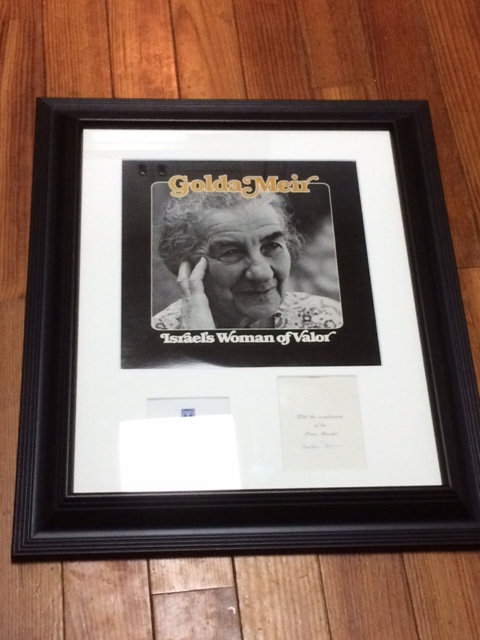 Golda Meir
Israel's Woman of Valor
With the compliments
of the
Prime Minister